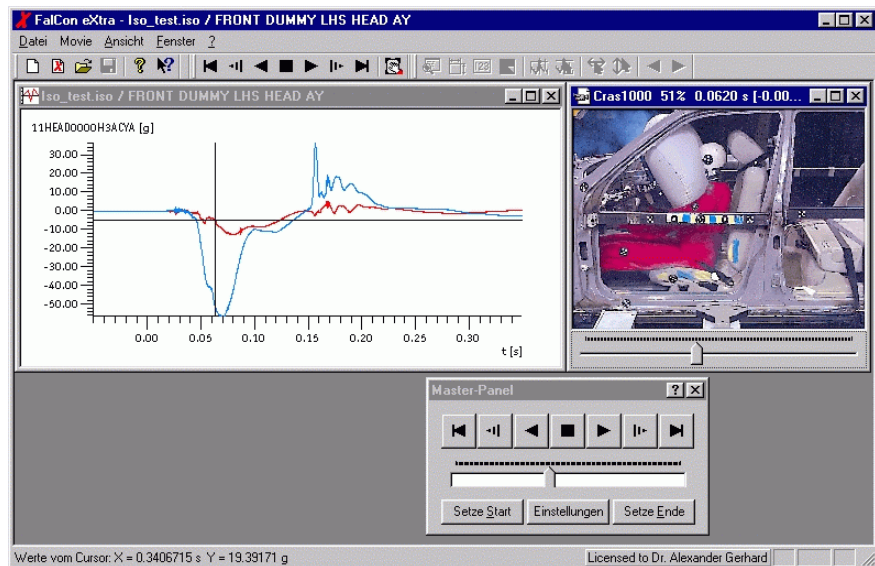 FalCon eXtra - Iso_test.iso / FRONT DUMMY LHS HEAD AY
Datei Movie Ansicht Fenster ?
Iso_test.iso / FRONT DUMMY LHS HEAD AY
11HEAD0000H3ACYA [g]
30.00
20.00
10.00
0.00
-10.00
-20.00
-30.00
-40.00
-50.00
0.00 0.05 0.10 0.15 0.20 0.25 0.30
t [s]
Cras1000 51% 0.0620 s [-0.00...
Master-Panel
Setze Start Einstellungen Setze Ende
Werte vom Cursor: X = 0.3406715 s Y = 19.39171 g
Licensed to Dr. Alexander Gerhard